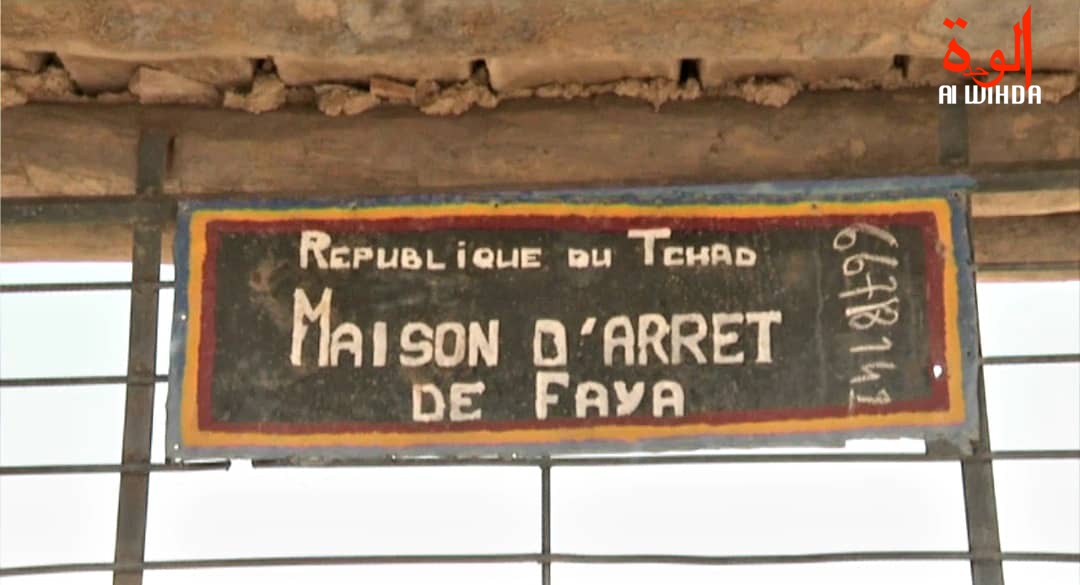 الوحدة
Al WIHDA
REPUBLIQUE DU TCHAD
MAISON D'ARRET
DE FAYA